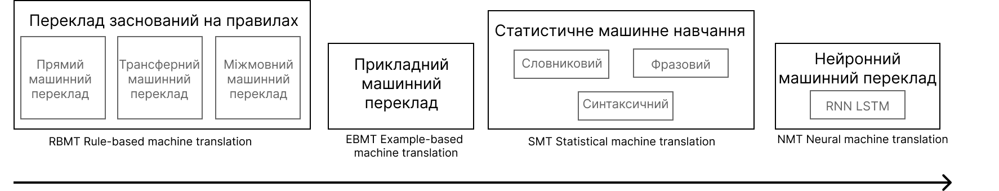 Переклад заснований на правилах
Прямий
машинний
переклад
Трансферний
машинний
переклад
Міжмовний
машинний
переклад
RBMT Rule-based machine translation
Прикладний
машинний
переклад
EBMT Example-based
machine translation
Статистичне машинне навчання
Словниковий
Фразовий
Синтаксичний
SMT Statistical machine translation
Нейронний
машинний переклад
RNN LSTM
NMT Neural machine translation